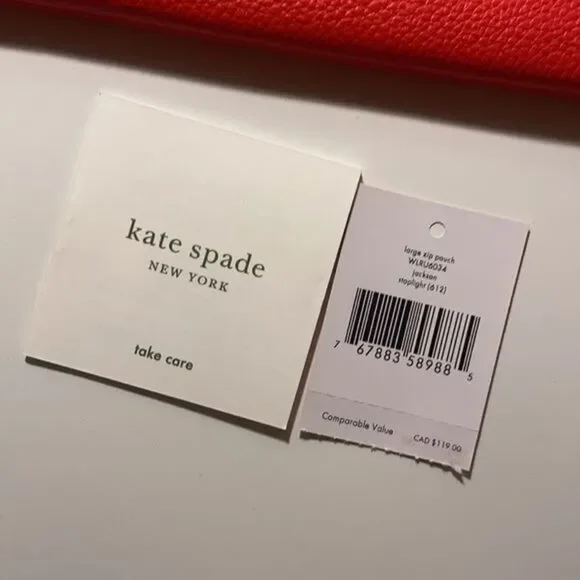 kate spade
NEW YORK
take care
large zip pouch
WLRU6034
jackson
stoplight (612)
7 67883 58988 5
Comparable Value CAD $119.00